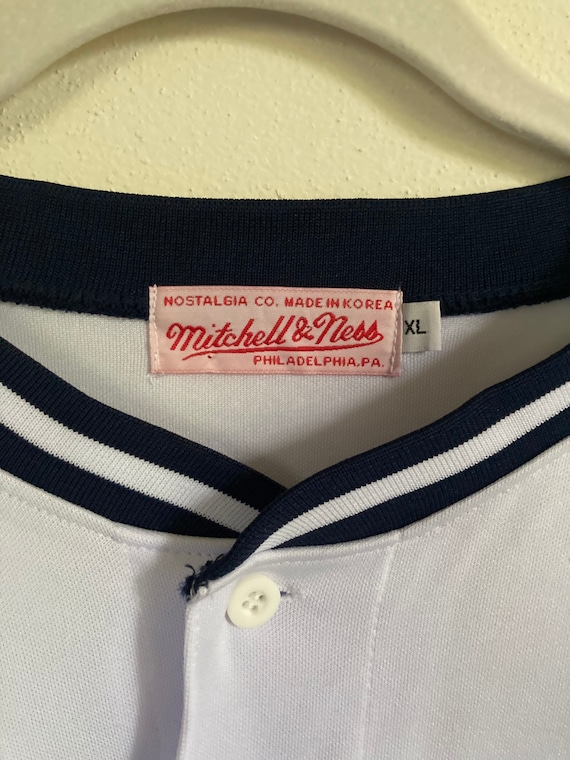 NOSTALGIA CO. MADE IN KOREA
Mitchell & Ness
XL
PHILADELPHIA, PA.